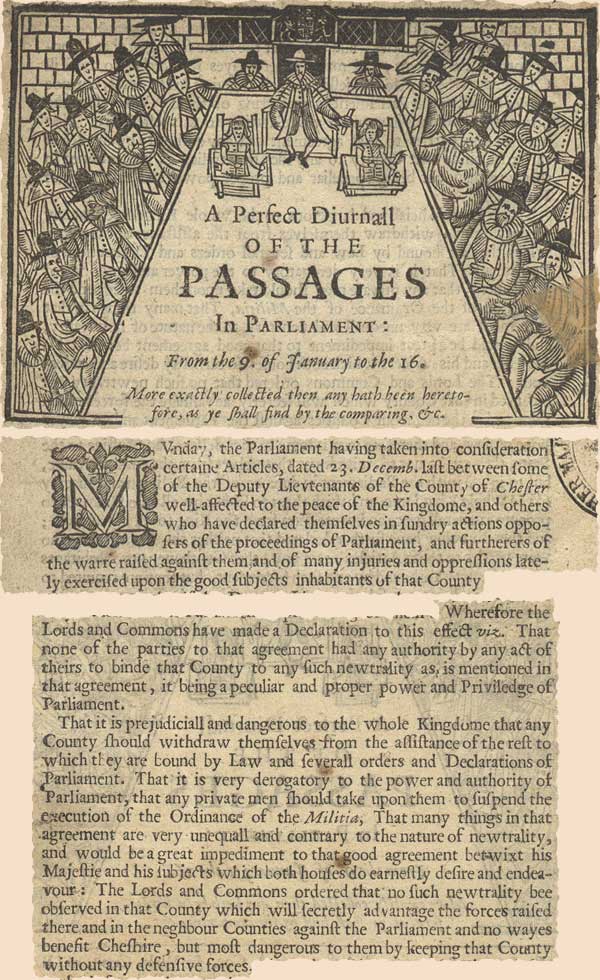 A Perfect Diurnall
OF THE
PASSAGES
In PARLIAMENT:
From the 9. of January to the 16.
More exactly collected then any hath been hereto-
fore, as ye ſhall find by the comparing, &c.
MVnday, the Parliament having taken into conſideration
certaine Articles, dated 23. Decemb. laſt between ſome
of the Deputy Lievtenants of the County of Cheſter
well-affected to the peace of the Kingdome, and others
who have declared themſelves in ſundry actions oppo-
ſers of the proceedings of Parliament, and furtherers of
the warre raiſed againſt them, and of many injuries and oppreſſions late-
ly exerciſed upon the good ſubjects inhabitants of that County
Wherefore the
Lords and Commons have made a Declaration to this effect viz. That
none of the parties to that agreement had any authority by any act of
theirs to binde that County to any ſuch newtrality as, is mentioned in
that agreement, it being a peculiar and proper power and Priviledge of
Parliament.
That it is prejudiciall and dangerous to the whole Kingdome that any
County ſhould withdraw themſelves from the aſſiſtance of the reſt to
which they are bound by Law and ſeverall orders and Declarations of
Parliament. That it is very derogatory to the power and authority of
Parliament, that any private men ſhould take upon them to ſuſpend the
execution of the Ordinance of the Militia, That many things in that
agreement are very unequall and contrary to the nature of newtrality,
and would be a great impediment to that good agreement betwixt his
Majeſtie and his ſubjects which both houſes do earneſtly deſire and endea-
vour: The Lords and Commons ordered that no ſuch newtrality bee
obſerved in that County which will ſecretly advantage the forces raiſed
there and in the neghbour Counties againſt the Parliament and no wayes
benefit Cheſhire, but moſt dangerous to them by keeping that County
without any defenſive forces.